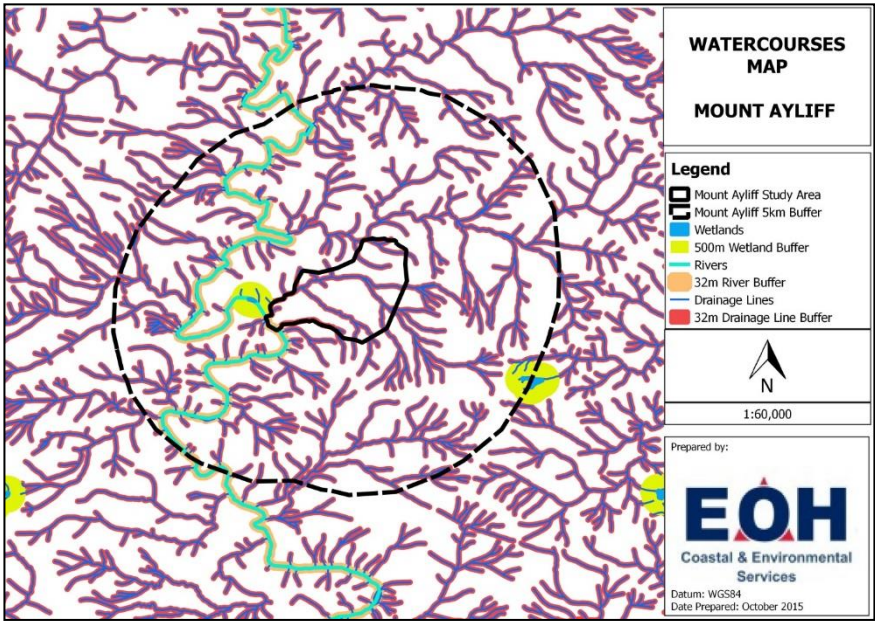 WATERCOURSES
MAP
MOUNT AYLIFF
Legend
Mount Ayliff Study Area
Mount Ayliff 5km Buffer
Wetlands
500m Wetland Buffer
Rivers
32m River Buffer
Drainage Lines
32m Drainage Line Buffer
N
1:60,000
Prepared by:
EOH
Coastal & Environmental
Services
Datum: WGS84
Date Prepared: October 2015